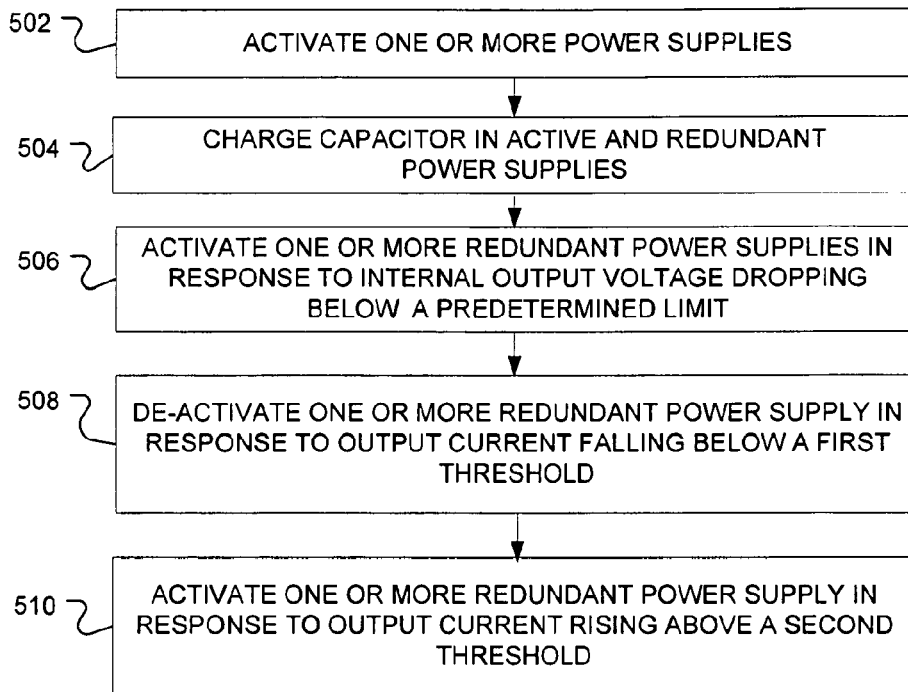 502
ACTIVATE ONE OR MORE POWER SUPPLIES
504
CHARGE CAPACITOR IN ACTIVE AND REDUNDANT
POWER SUPPLIES
506
ACTIVATE ONE OR MORE REDUNDANT POWER SUPPLIES IN
RESPONSE TO INTERNAL OUTPUT VOLTAGE DROPPING
BELOW A PREDETERMINED LIMIT
508
DE-ACTIVATE ONE OR MORE REDUNDANT POWER SUPPLY IN
RESPONSE TO OUTPUT CURRENT FALLING BELOW A FIRST
THRESHOLD
510
ACTIVATE ONE OR MORE REDUNDANT POWER SUPPLY IN
RESPONSE TO OUTPUT CURRENT RISING ABOVE A SECOND
THRESHOLD